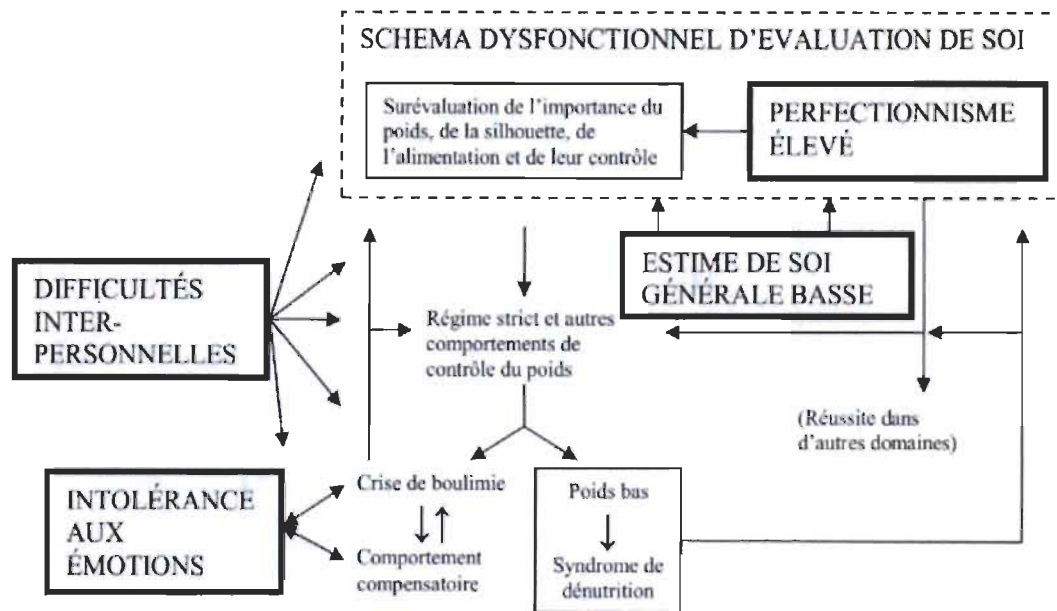 SCHEMA DYSFONCTIONNEL D'EVALUATION DE SOI
Surévaluation de l'importance du
poids, de la silhouette, de
l'alimentation et de leur contrôle
PERFECTIONNISME
ÉLEVÉ
DIFFICULTÉS
INTER-
PERSONNELLES
ESTIME DE SOI
GÉNÉRALE BASSE
Régime strict et autres
comportements de
contrôle du poids
(Réussite dans
d'autres domaines)
INTOLÉRANCE
AUX
ÉMOTIONS
Crise de boulimie
Comportement
compensatoire
Poids bas
Syndrome de
dénutrition